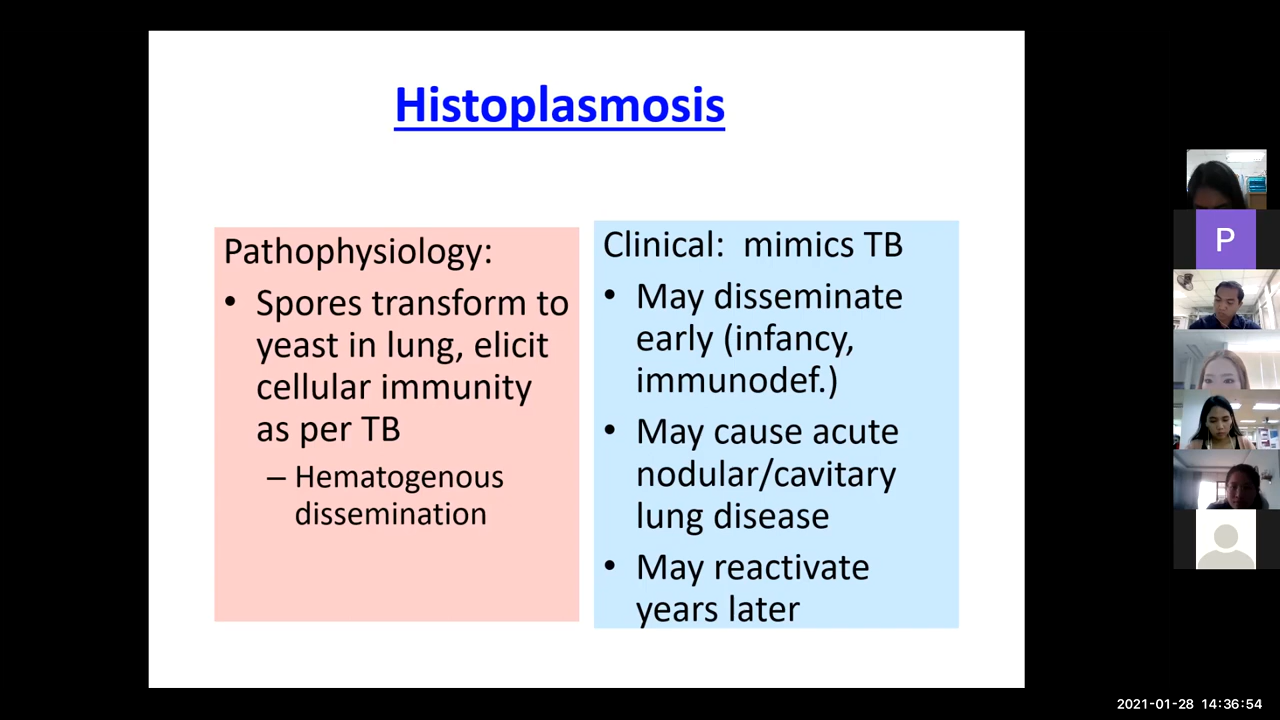 Histoplasmosis
Pathophysiology:
• Spores transform to
yeast in lung, elicit
cellular immunity
as per TB
– Hematogenous
dissemination
Clinical:  mimics TB
• May disseminate
early (infancy,
immunodef.)
• May cause acute
nodular/cavitary
lung disease
• May reactivate
years later
P
2021-01-28 14:36:54